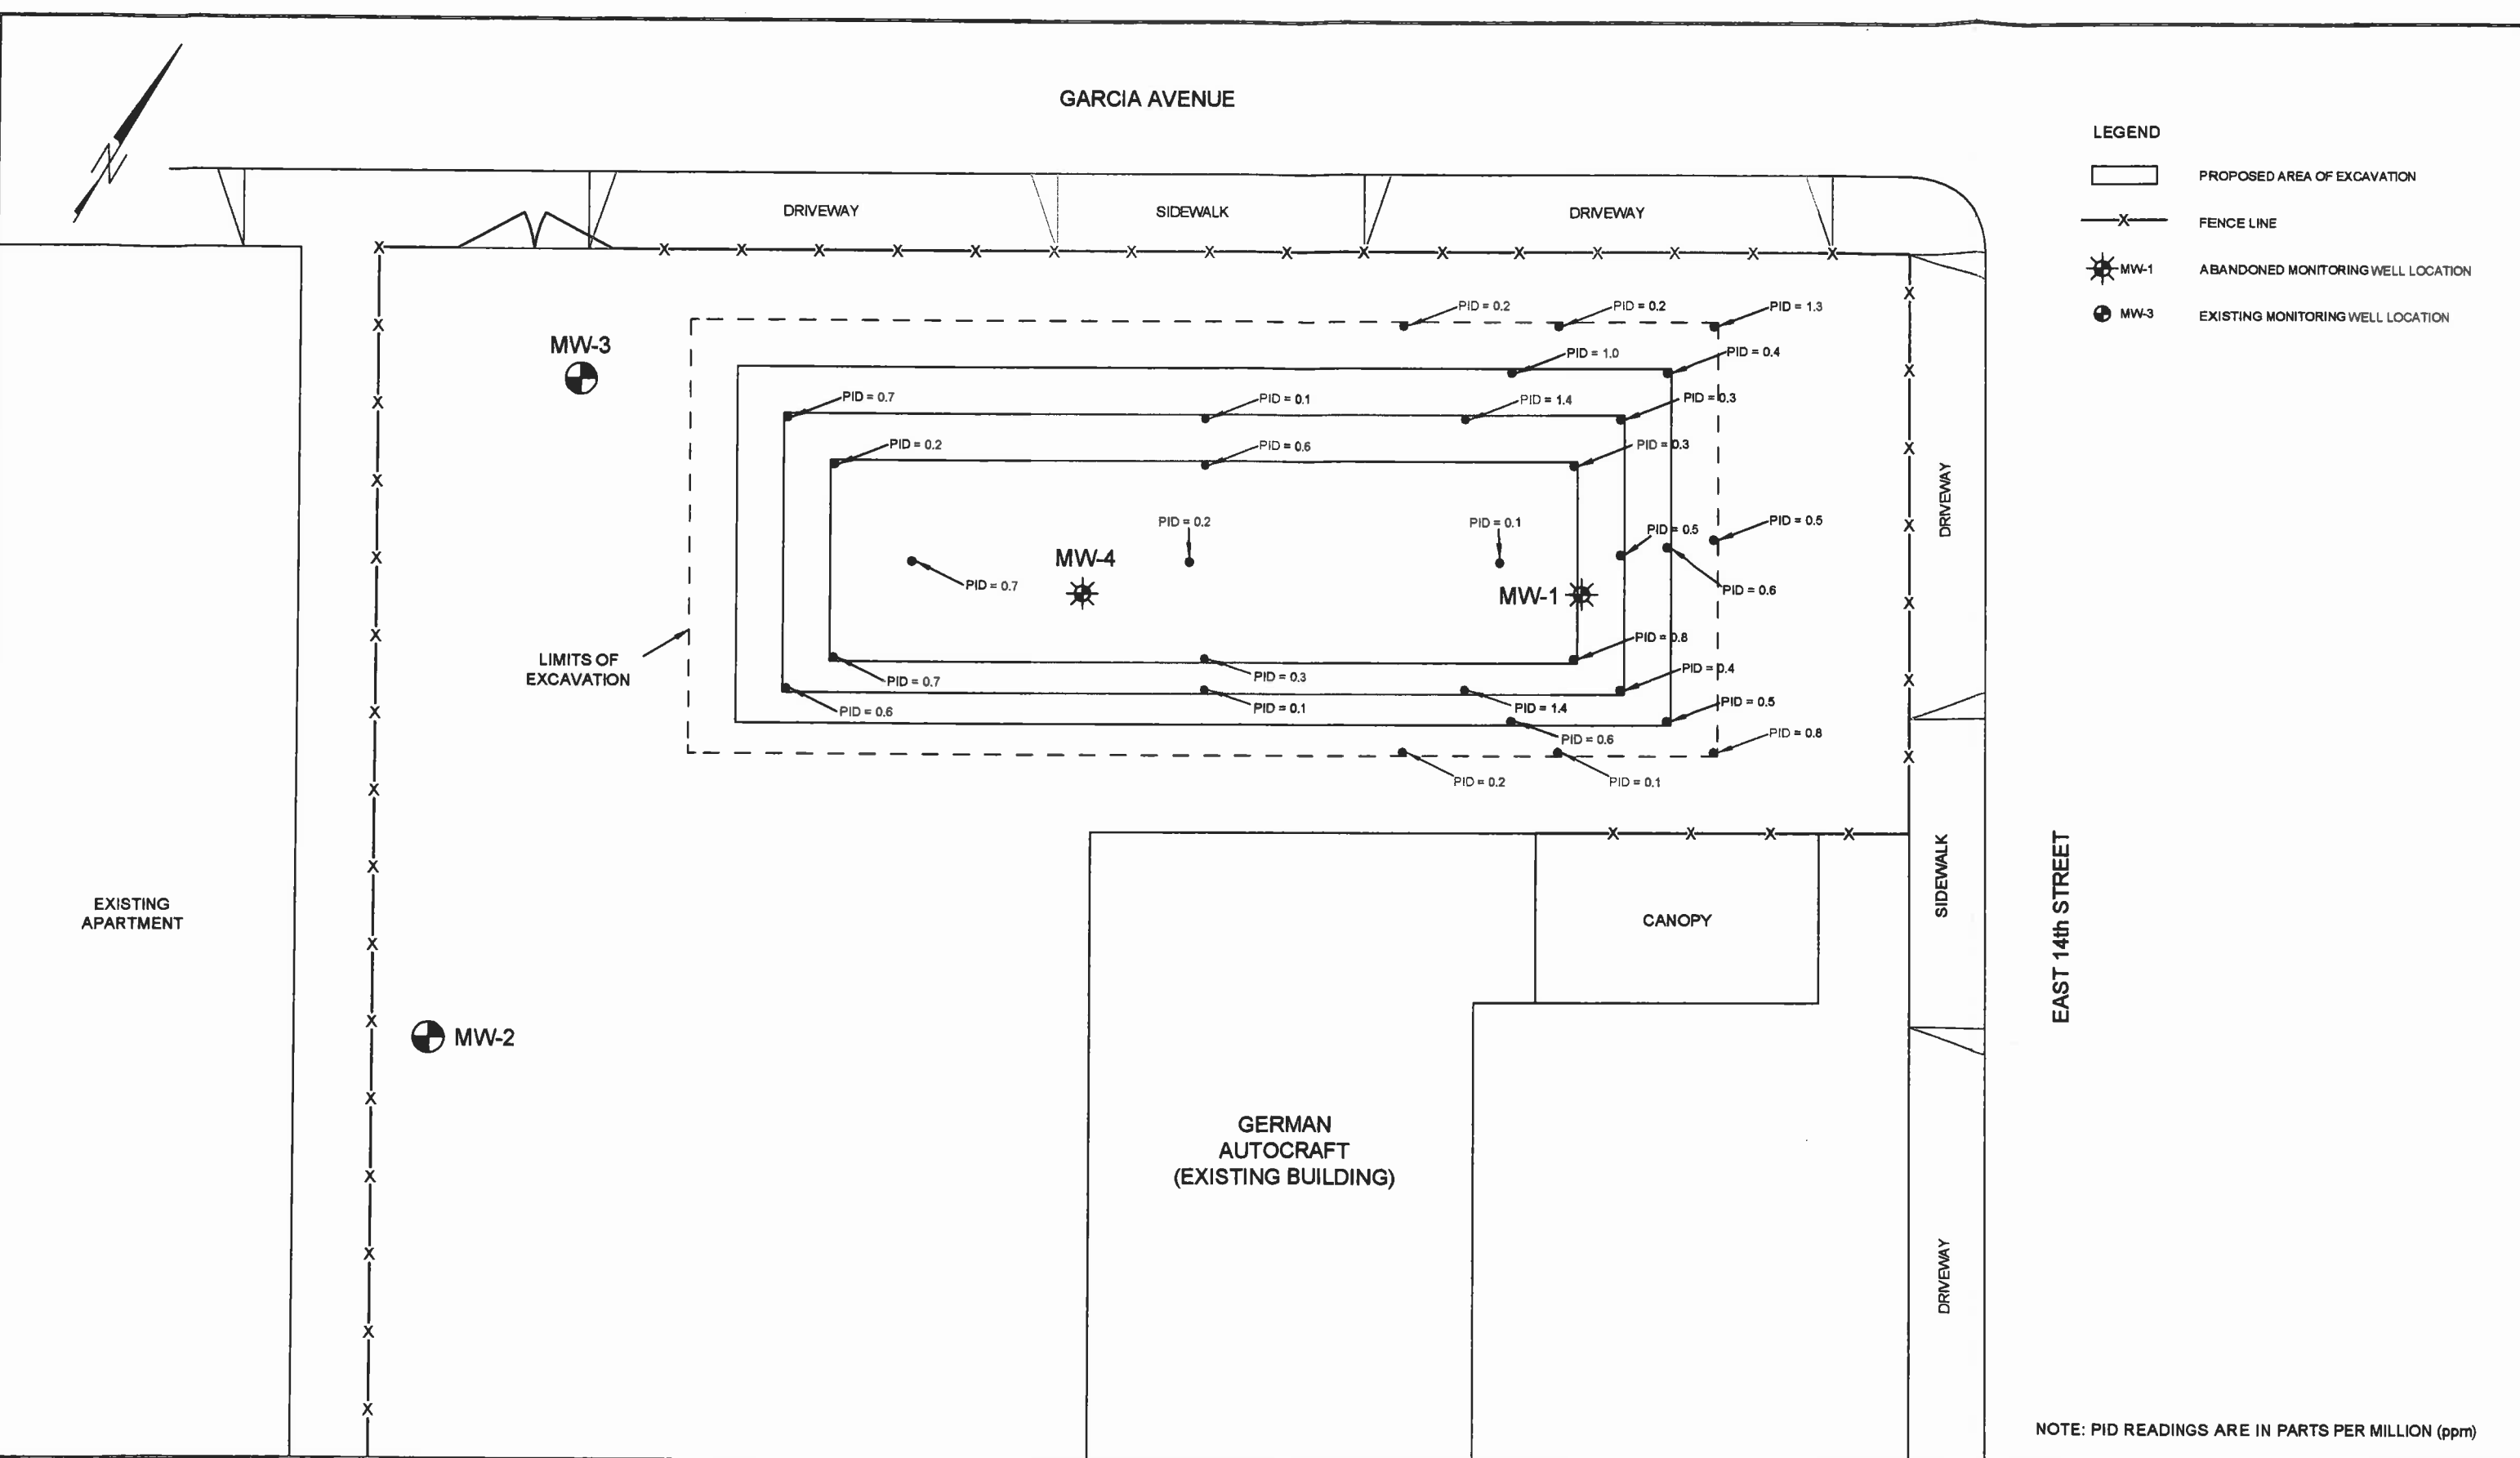 GARCIA AVENUE
LEGEND
PROPOSED AREA OF EXCAVATION
FENCE LINE
MW-1 ABANDONED MONITORING WELL LOCATION
MW-3 EXISTING MONITORING WELL LOCATION
N
DRIVEWAY
SIDEWALK
DRIVEWAY
PID = 0.2
PID = 0.2
PID = 1.3
MW-3
PID = 1.0
PID = 0.4
PID = 0.7
PID = 0.1
PID = 1.4
PID = 0.3
PID = 0.2
PID = 0.6
PID = 0.3
DRIVEWAY
PID = 0.2
PID = 0.1
PID = 0.5
PID = 0.5
MW-4
PID = 0.7
MW-1
PID = 0.6
PID = 0.8
LIMITS OF
EXCAVATION
PID = 0.7
PID = 0.3
PID = 0.4
PID = 0.6
PID = 0.1
PID = 1.4
PID = 0.5
PID = 0.6
PID = 0.8
PID = 0.2
PID = 0.1
EXISTING
APARTMENT
CANOPY
SIDEWALK
EAST 14th STREET
MW-2
GERMAN
AUTOCRAFT
(EXISTING BUILDING)
DRIVEWAY
NOTE: PID READINGS ARE IN PARTS PER MILLION (ppm)